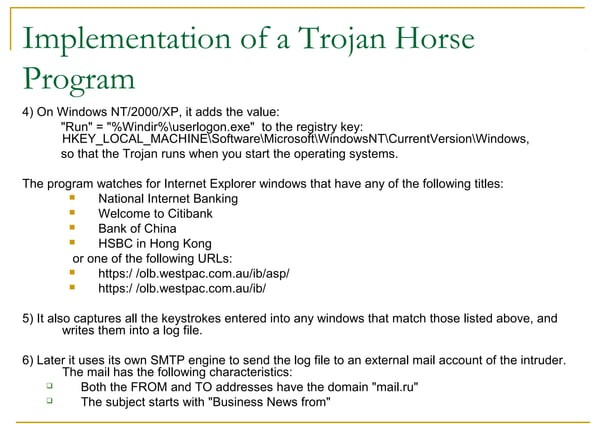 Implementation of a Trojan Horse
Program
4) On Windows NT/2000/XP, it adds the value:
"Run" = "%Windir%\userlogon.exe" to the registry key:
HKEY_LOCAL_MACHINE\Software\Microsoft\WindowsNT\CurrentVersion\Windows,
so that the Trojan runs when you start the operating systems.
The program watches for Internet Explorer windows that have any of the following titles:
National Internet Banking
Welcome to Citibank
Bank of China
HSBC in Hong Kong
or one of the following URLs:
https:/ /olb.westpac.com.au/ib/asp/
https:/ /olb.westpac.com.au/ib/
5) It also captures all the keystrokes entered into any windows that match those listed above, and
writes them into a log file.
6) Later it uses its own SMTP engine to send the log file to an external mail account of the intruder.
The mail has the following characteristics:
Both the FROM and TO addresses have the domain "mail.ru"
The subject starts with "Business News from"